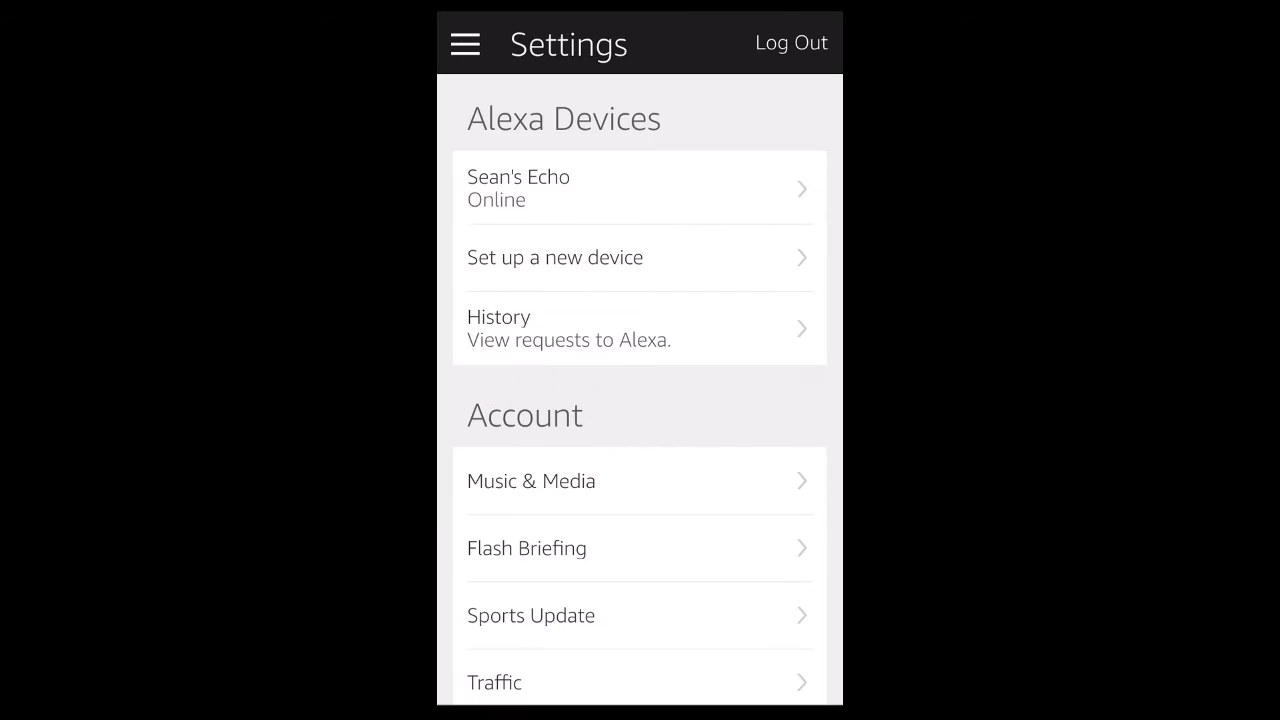 Settings
Log Out
Alexa Devices
Sean's Echo
Online
Set up a new device
History
View requests to Alexa.
Account
Music & Media
Flash Briefing
Sports Update
Traffic